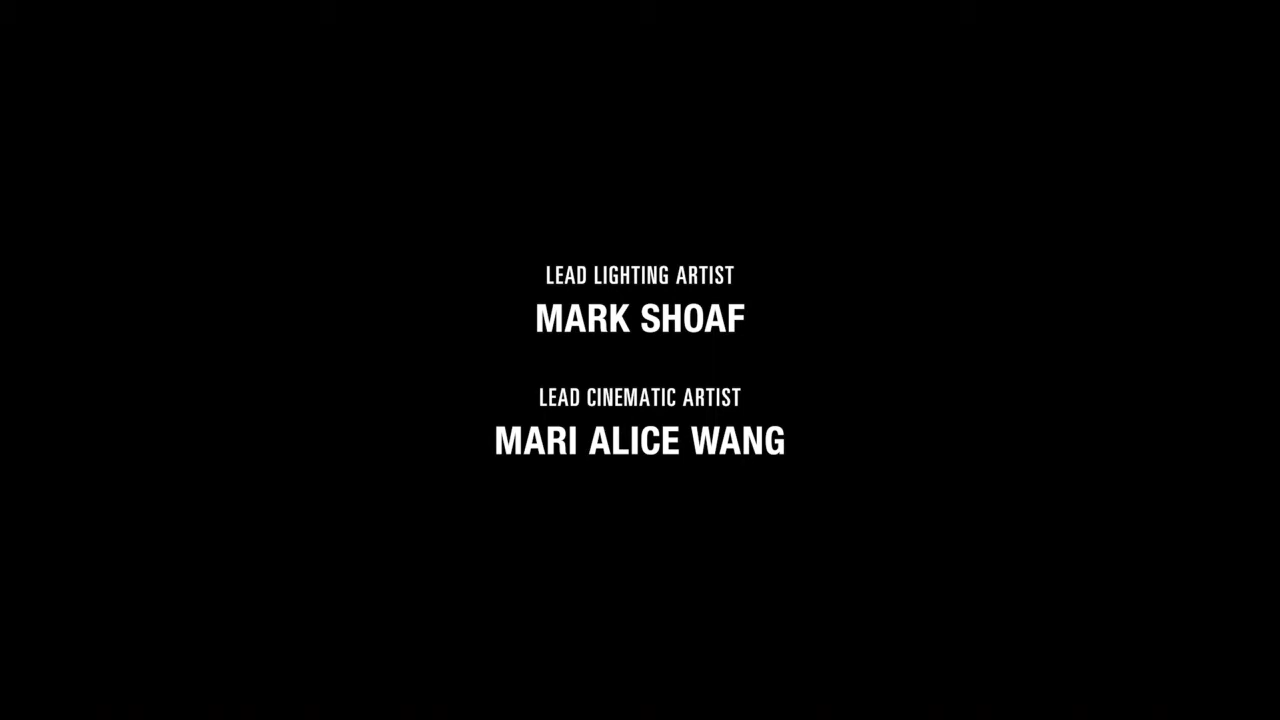 LEAD LIGHTING ARTIST
MARK SHOAF
LEAD CINEMATIC ARTIST
MARI ALICE WANG